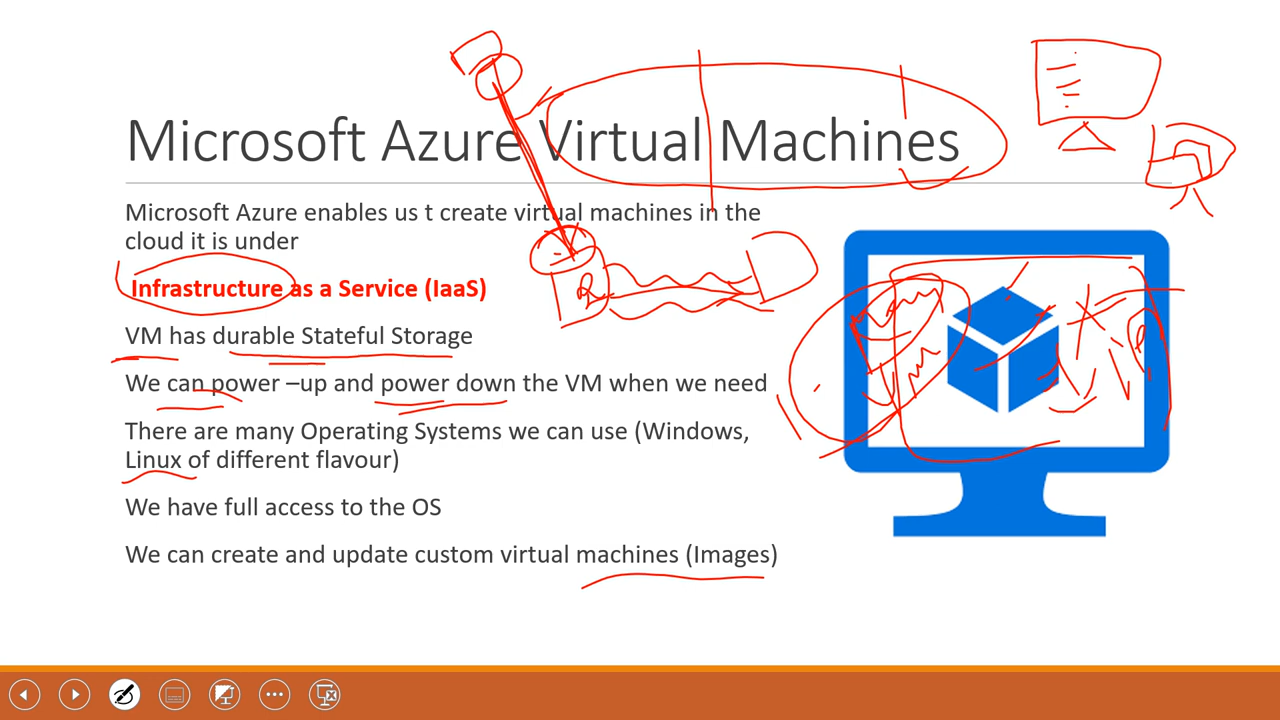 Microsoft Azure Virtual Machines
Microsoft Azure enables us t create virtual machines in the
cloud it is under
Infrastructure as a Service (IaaS)
VM has durable Stateful Storage
We can power –up and power down the VM when we need
There are many Operating Systems we can use (Windows,
Linux of different flavour)
We have full access to the OS
We can create and update custom virtual machines (Images)